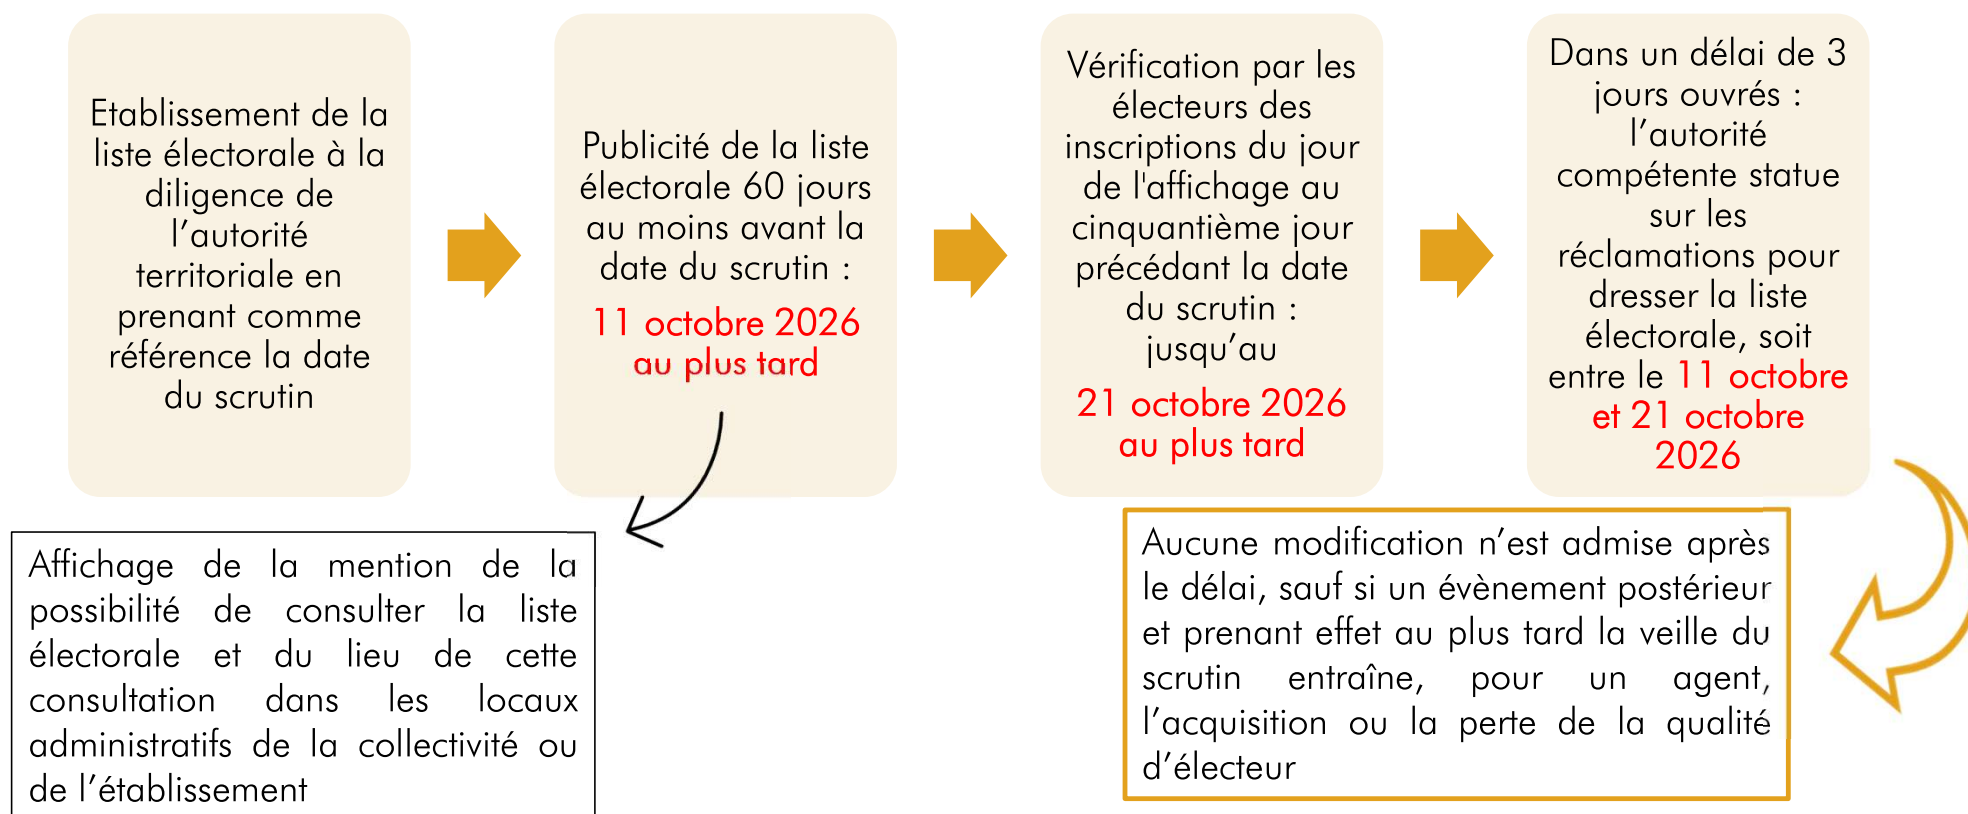 Etablissement de la
liste électorale à la
diligence de
l’autorité
territoriale en
prenant comme
référence la date
du scrutin
Publicité de la liste
électorale 60 jours
au moins avant la
date du scrutin :
11 octobre 2026
au plus tard
Vérification par les
électeurs des
inscriptions du jour
de l'affichage au
cinquantième jour
précédant la date
du scrutin :
jusqu’au
21 octobre 2026
au plus tard
Dans un délai de 3
jours ouvrés :
l’autorité
compétente statue
sur les
réclamations pour
dresser la liste
électorale, soit
entre le 11 octobre
et 21 octobre
2026
Affichage de la mention de la
possibilité de consulter la liste
électorale et du lieu de cette
consultation dans les locaux
administratifs de la collectivité ou
de l’établissement
Aucune modification n’est admise après
le délai, sauf si un évènement postérieur
et prenant effet au plus tard la veille du
scrutin entraîne, pour un agent,
l’acquisition ou la perte de la qualité
d’électeur